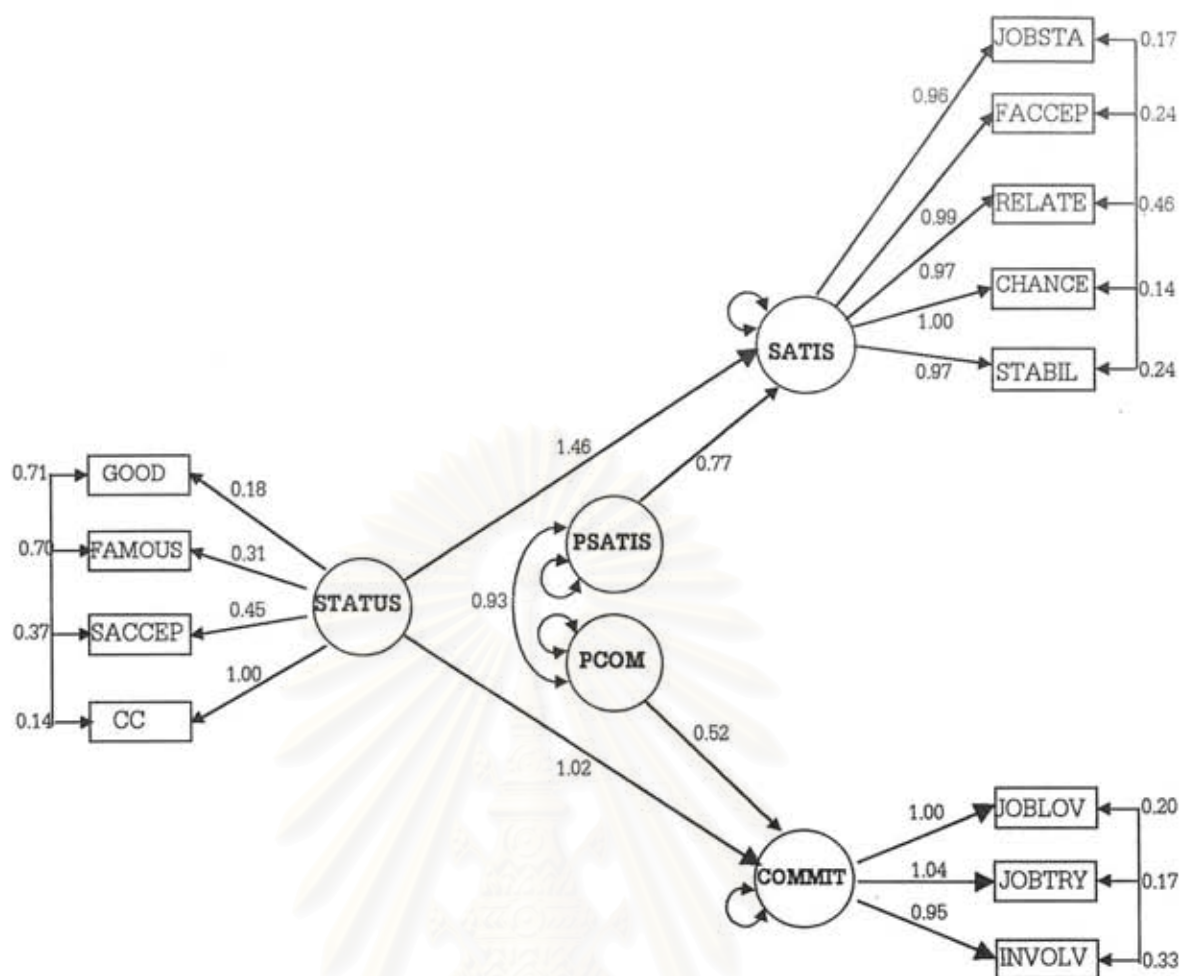 JOBSTA 0.17
0.96
FACCEP 0.24
RELATE 0.46
0.99
0.97
CHANCE 0.14
1.00
SATIS
STABIL 0.24
0.97
1.46
0.77
0.71 GOOD
0.18
PSATIS
0.70 FAMOUS
0.31
0.93
STATUS
0.45
0.37 SACCEP
PCOM
1.00
0.14 CC
0.52
1.02
1.00
JOBLOV 0.20
COMMIT
1.04
JOBTRY 0.17
0.95
INVOLV 0.33